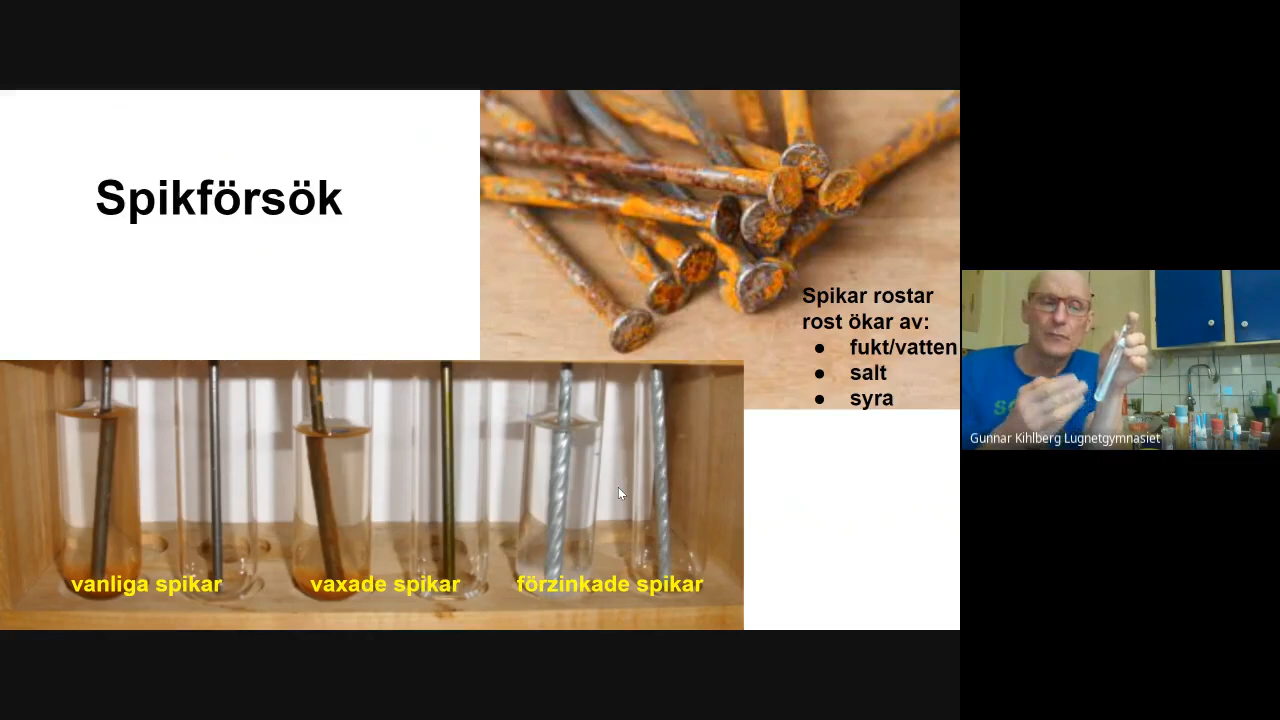 Spikförsök
Spikar rostar
rost ökar av:
● fukt/vatten
● salt
● syra
vanliga spikar
vaxade spikar
förzinkade spikar
Gunnar Kihlberg Lugnetgymnasiet